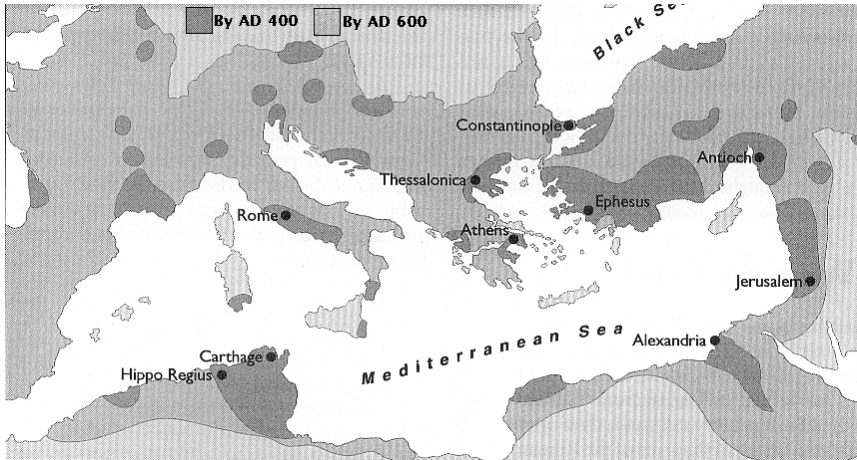 By AD 400
By AD 600
Black Se
Constantinople
Antioch
Thessalonica
Ephesus
Rome
Athens
Jerusalem
Mediterranean Sea
Alexandria
Carthage
Hippo Regius